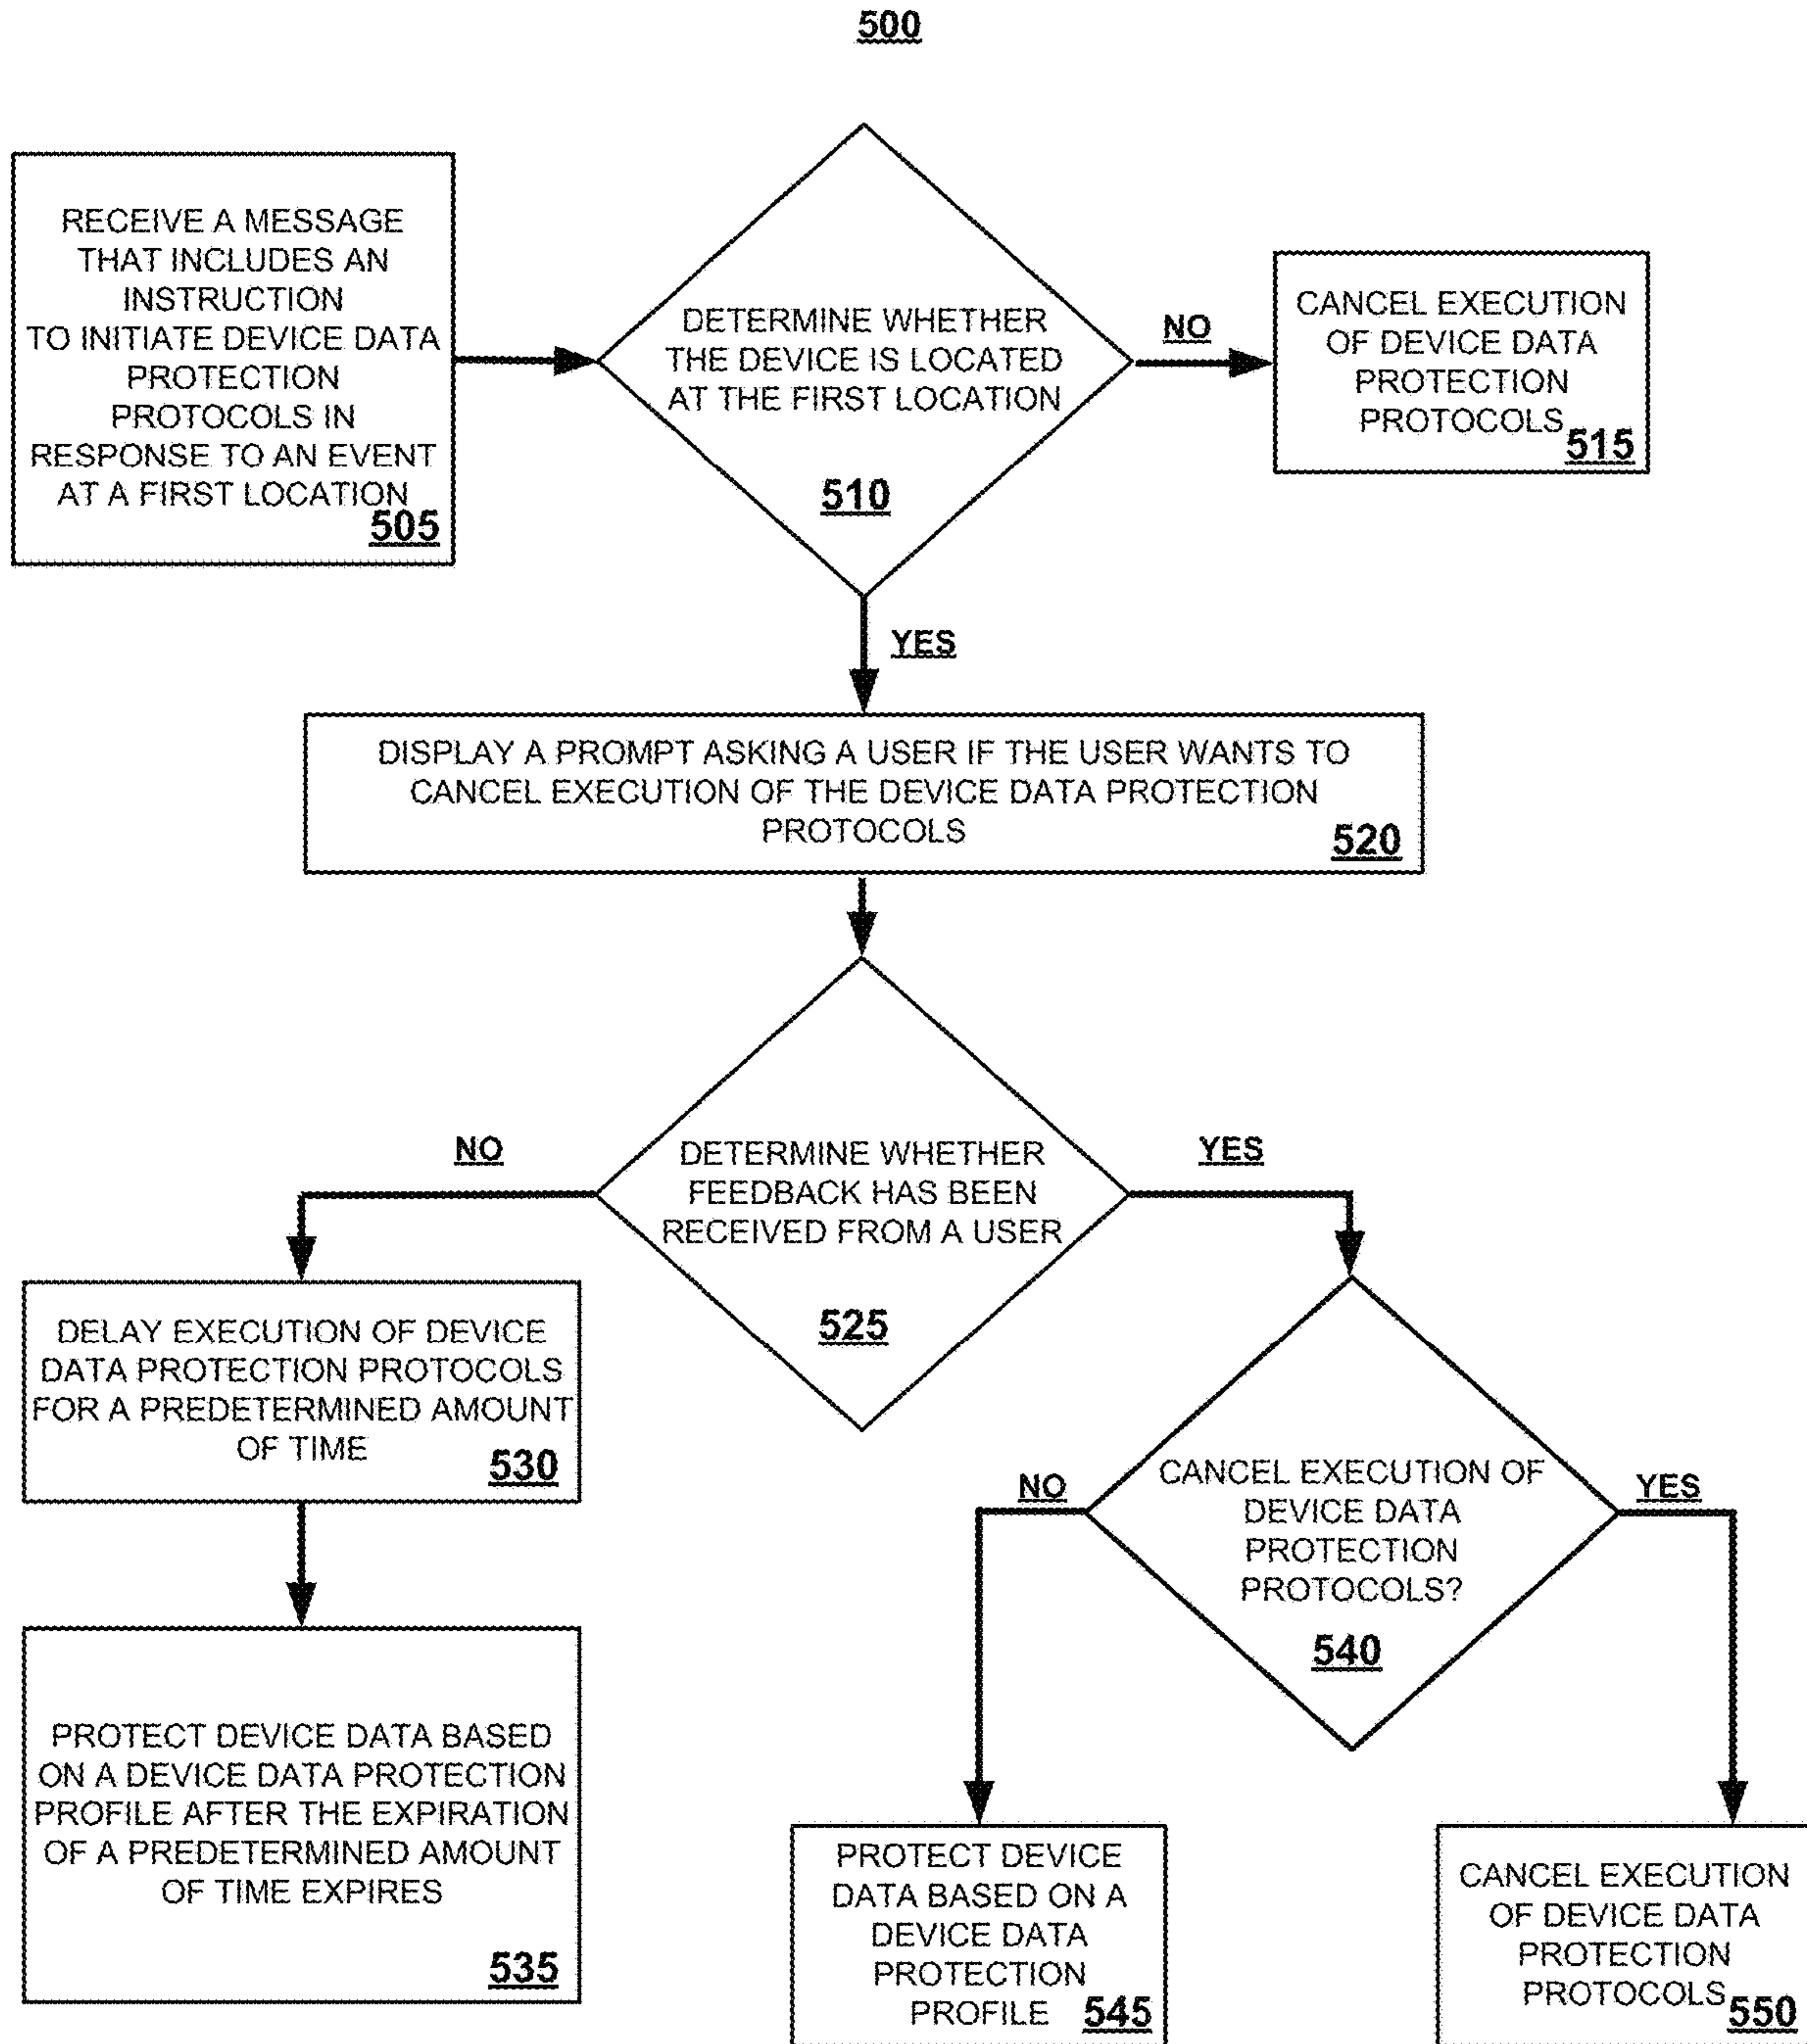 500
RECEIVE A MESSAGE
THAT INCLUDES AN
INSTRUCTION
TO INITIATE DEVICE DATA
PROTECTION
PROTOCOLS IN
RESPONSE TO AN EVENT
AT A FIRST LOCATION
505
DETERMINE WHETHER
THE DEVICE IS LOCATED
AT THE FIRST LOCATION
510
NO
CANCEL EXECUTION
OF DEVICE DATA
PROTECTION
PROTOCOLS
515
YES
DISPLAY A PROMPT ASKING A USER IF THE USER WANTS TO
CANCEL EXECUTION OF THE DEVICE DATA PROTECTION
PROTOCOLS
520
DETERMINE WHETHER
FEEDBACK HAS BEEN
RECEIVED FROM A USER
525
NO
YES
DELAY EXECUTION OF DEVICE
DATA PROTECTION PROTOCOLS
FOR A PREDETERMINED AMOUNT
OF TIME
530
PROTECT DEVICE DATA BASED
ON A DEVICE DATA PROTECTION
PROFILE AFTER THE EXPIRATION
OF A PREDETERMINED AMOUNT
OF TIME EXPIRES
535
CANCEL EXECUTION OF
DEVICE DATA
PROTECTION
PROTOCOLS?
540
NO
YES
PROTECT DEVICE
DATA BASED ON A
DEVICE DATA
PROTECTION
PROFILE
545
CANCEL EXECUTION
OF DEVICE DATA
PROTECTION
PROTOCOLS
550